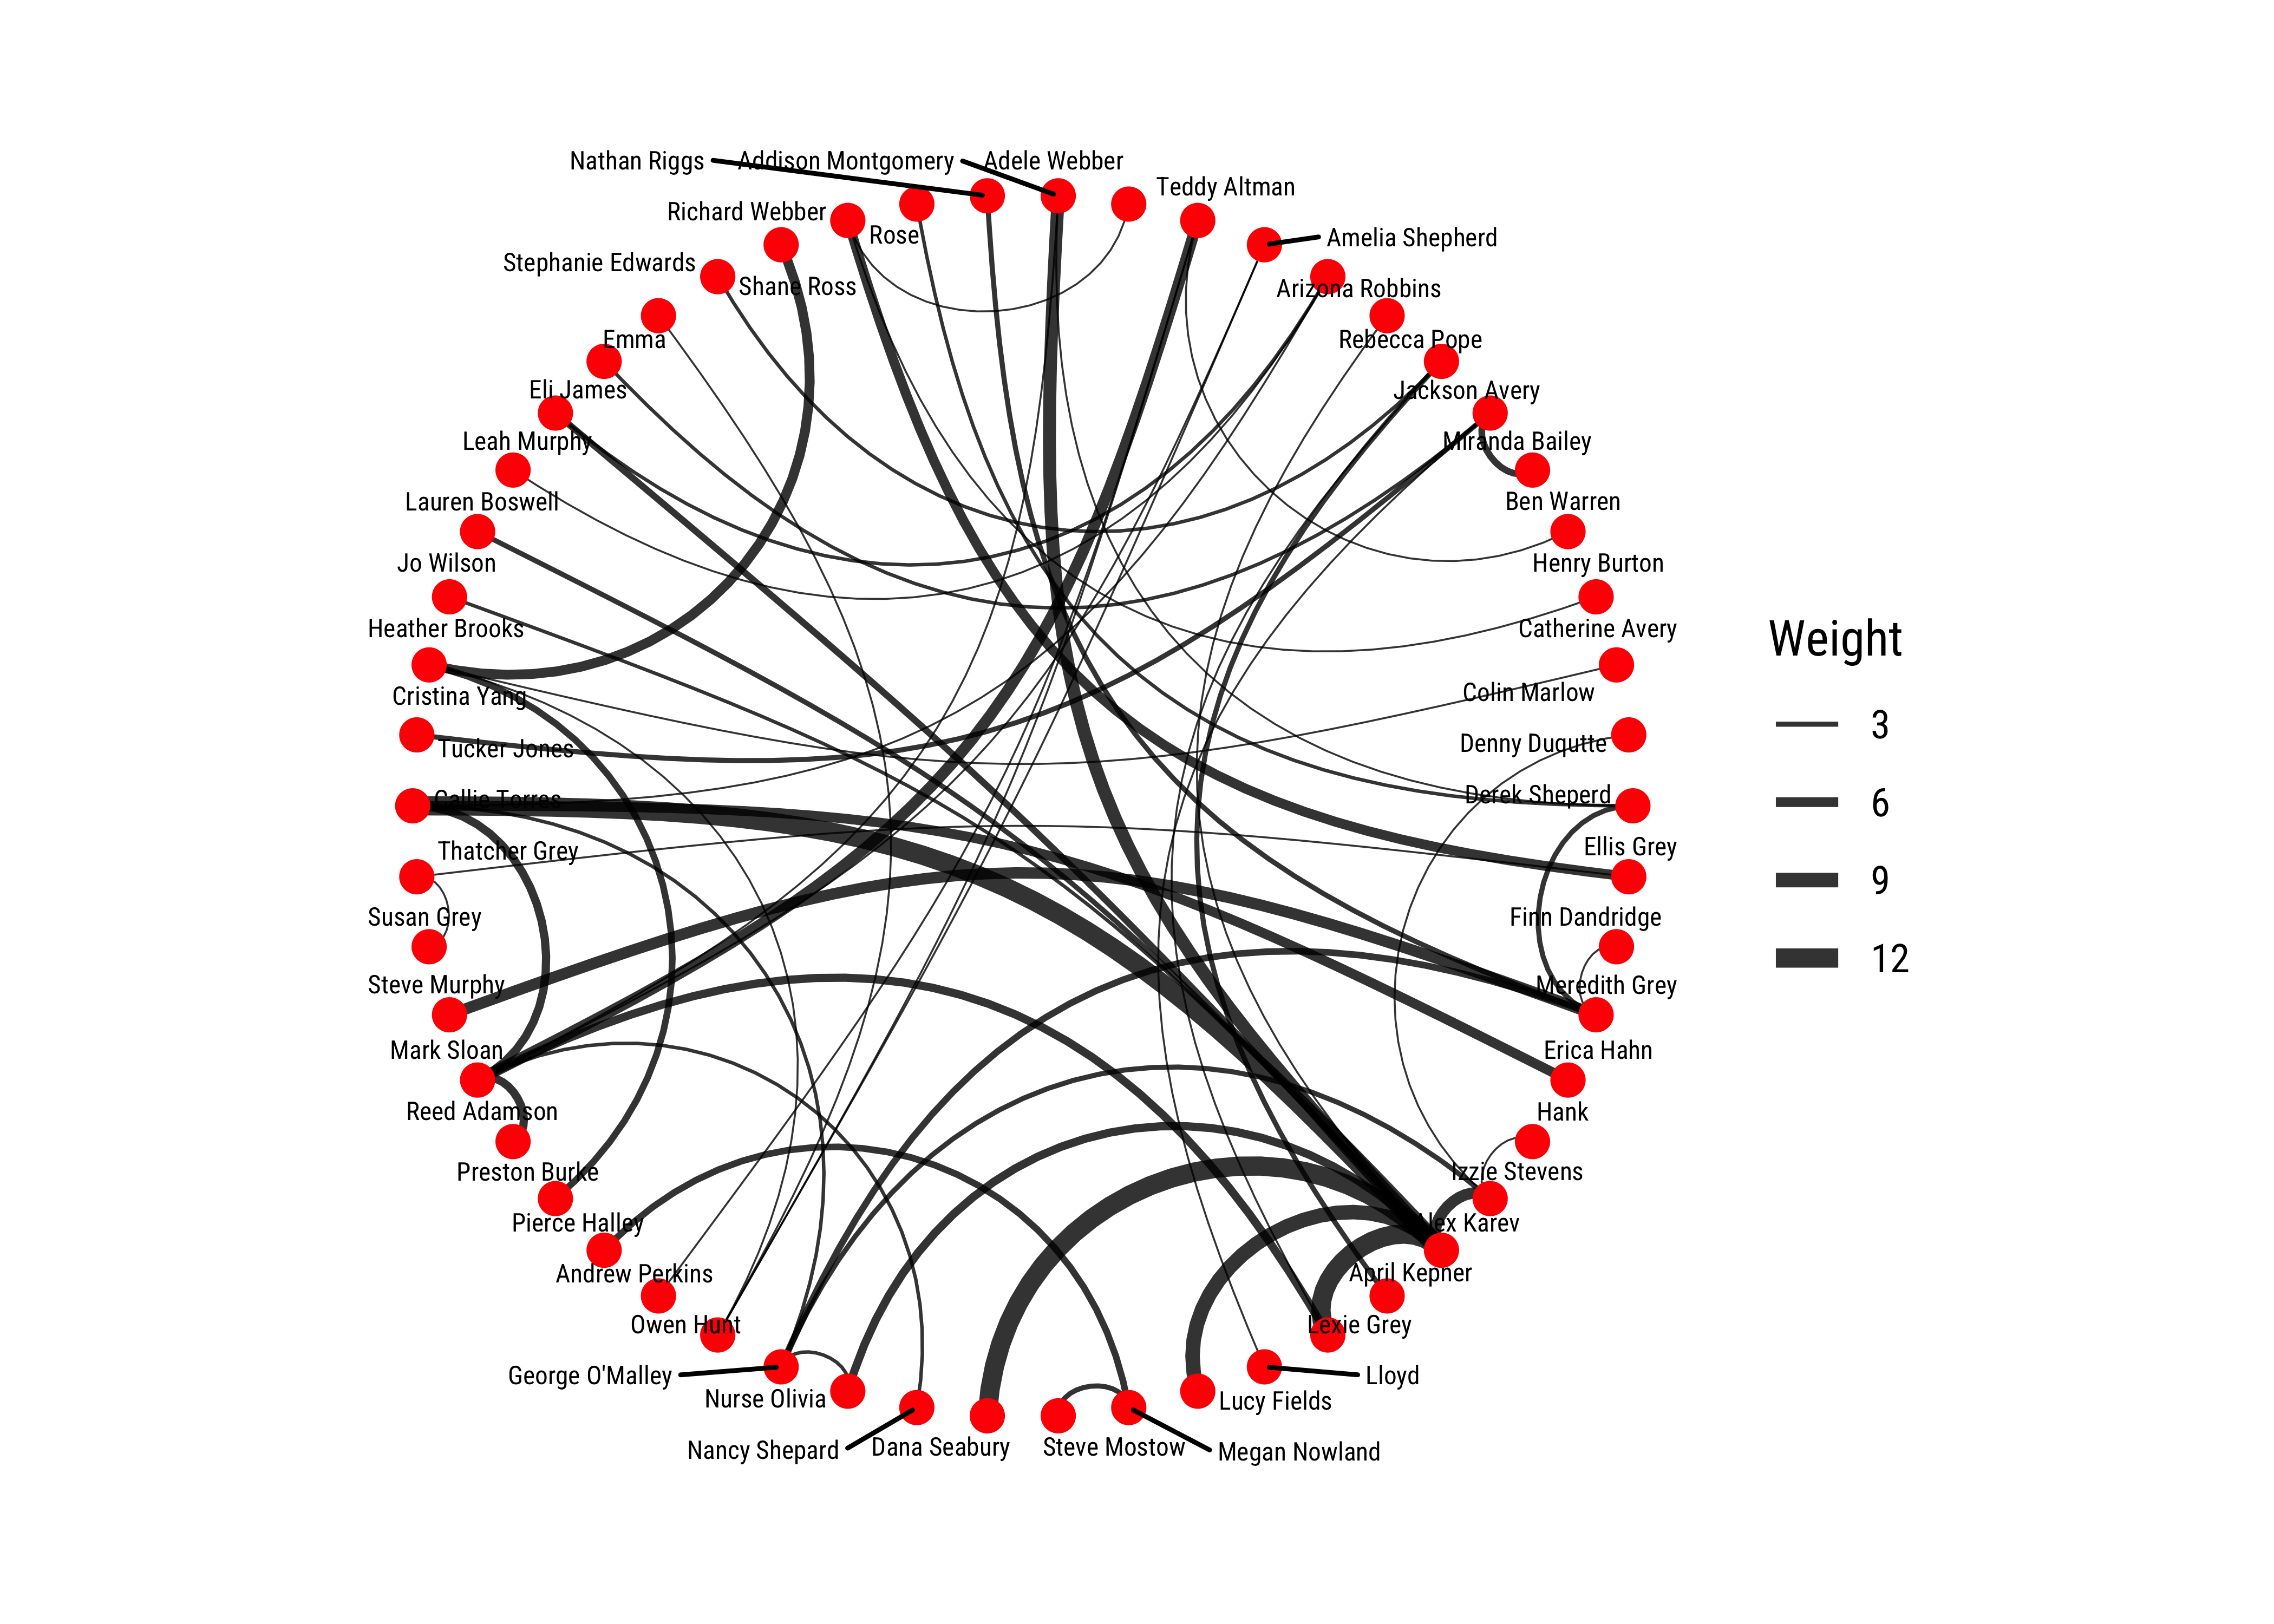 Nathan Riggs
Addison Montgomery
Adele Webber
Teddy Altman
Richard Webber
Rose
Amelia Shepherd
Stephanie Edwards
Shane Ross
Arizona Robbins
Emma
Rebecca Pope
Eli James
Jackson Avery
Leah Murphy
Miranda Bailey
Lauren Boswell
Ben Warren
Jo Wilson
Henry Burton
Heather Brooks
Catherine Avery
Cristina Yang
Colin Marlow
Tucker Jones
Denny Duqutte
Callie Torres
Derek Sheperd
Thatcher Grey
Ellis Grey
Susan Grey
Finn Dandridge
Steve Murphy
Meredith Grey
Mark Sloan
Erica Hahn
Reed Adamson
Hank
Preston Burke
Izzie Stevens
Pierce Halley
Alex Karev
Andrew Perkins
April Kepner
Owen Hunt
Lexie Grey
George O'Malley
Lloyd
Nurse Olivia
Lucy Fields
Nancy Shepard
Dana Seabury
Steve Mostow
Megan Nowland
Weight
3
6
9
12